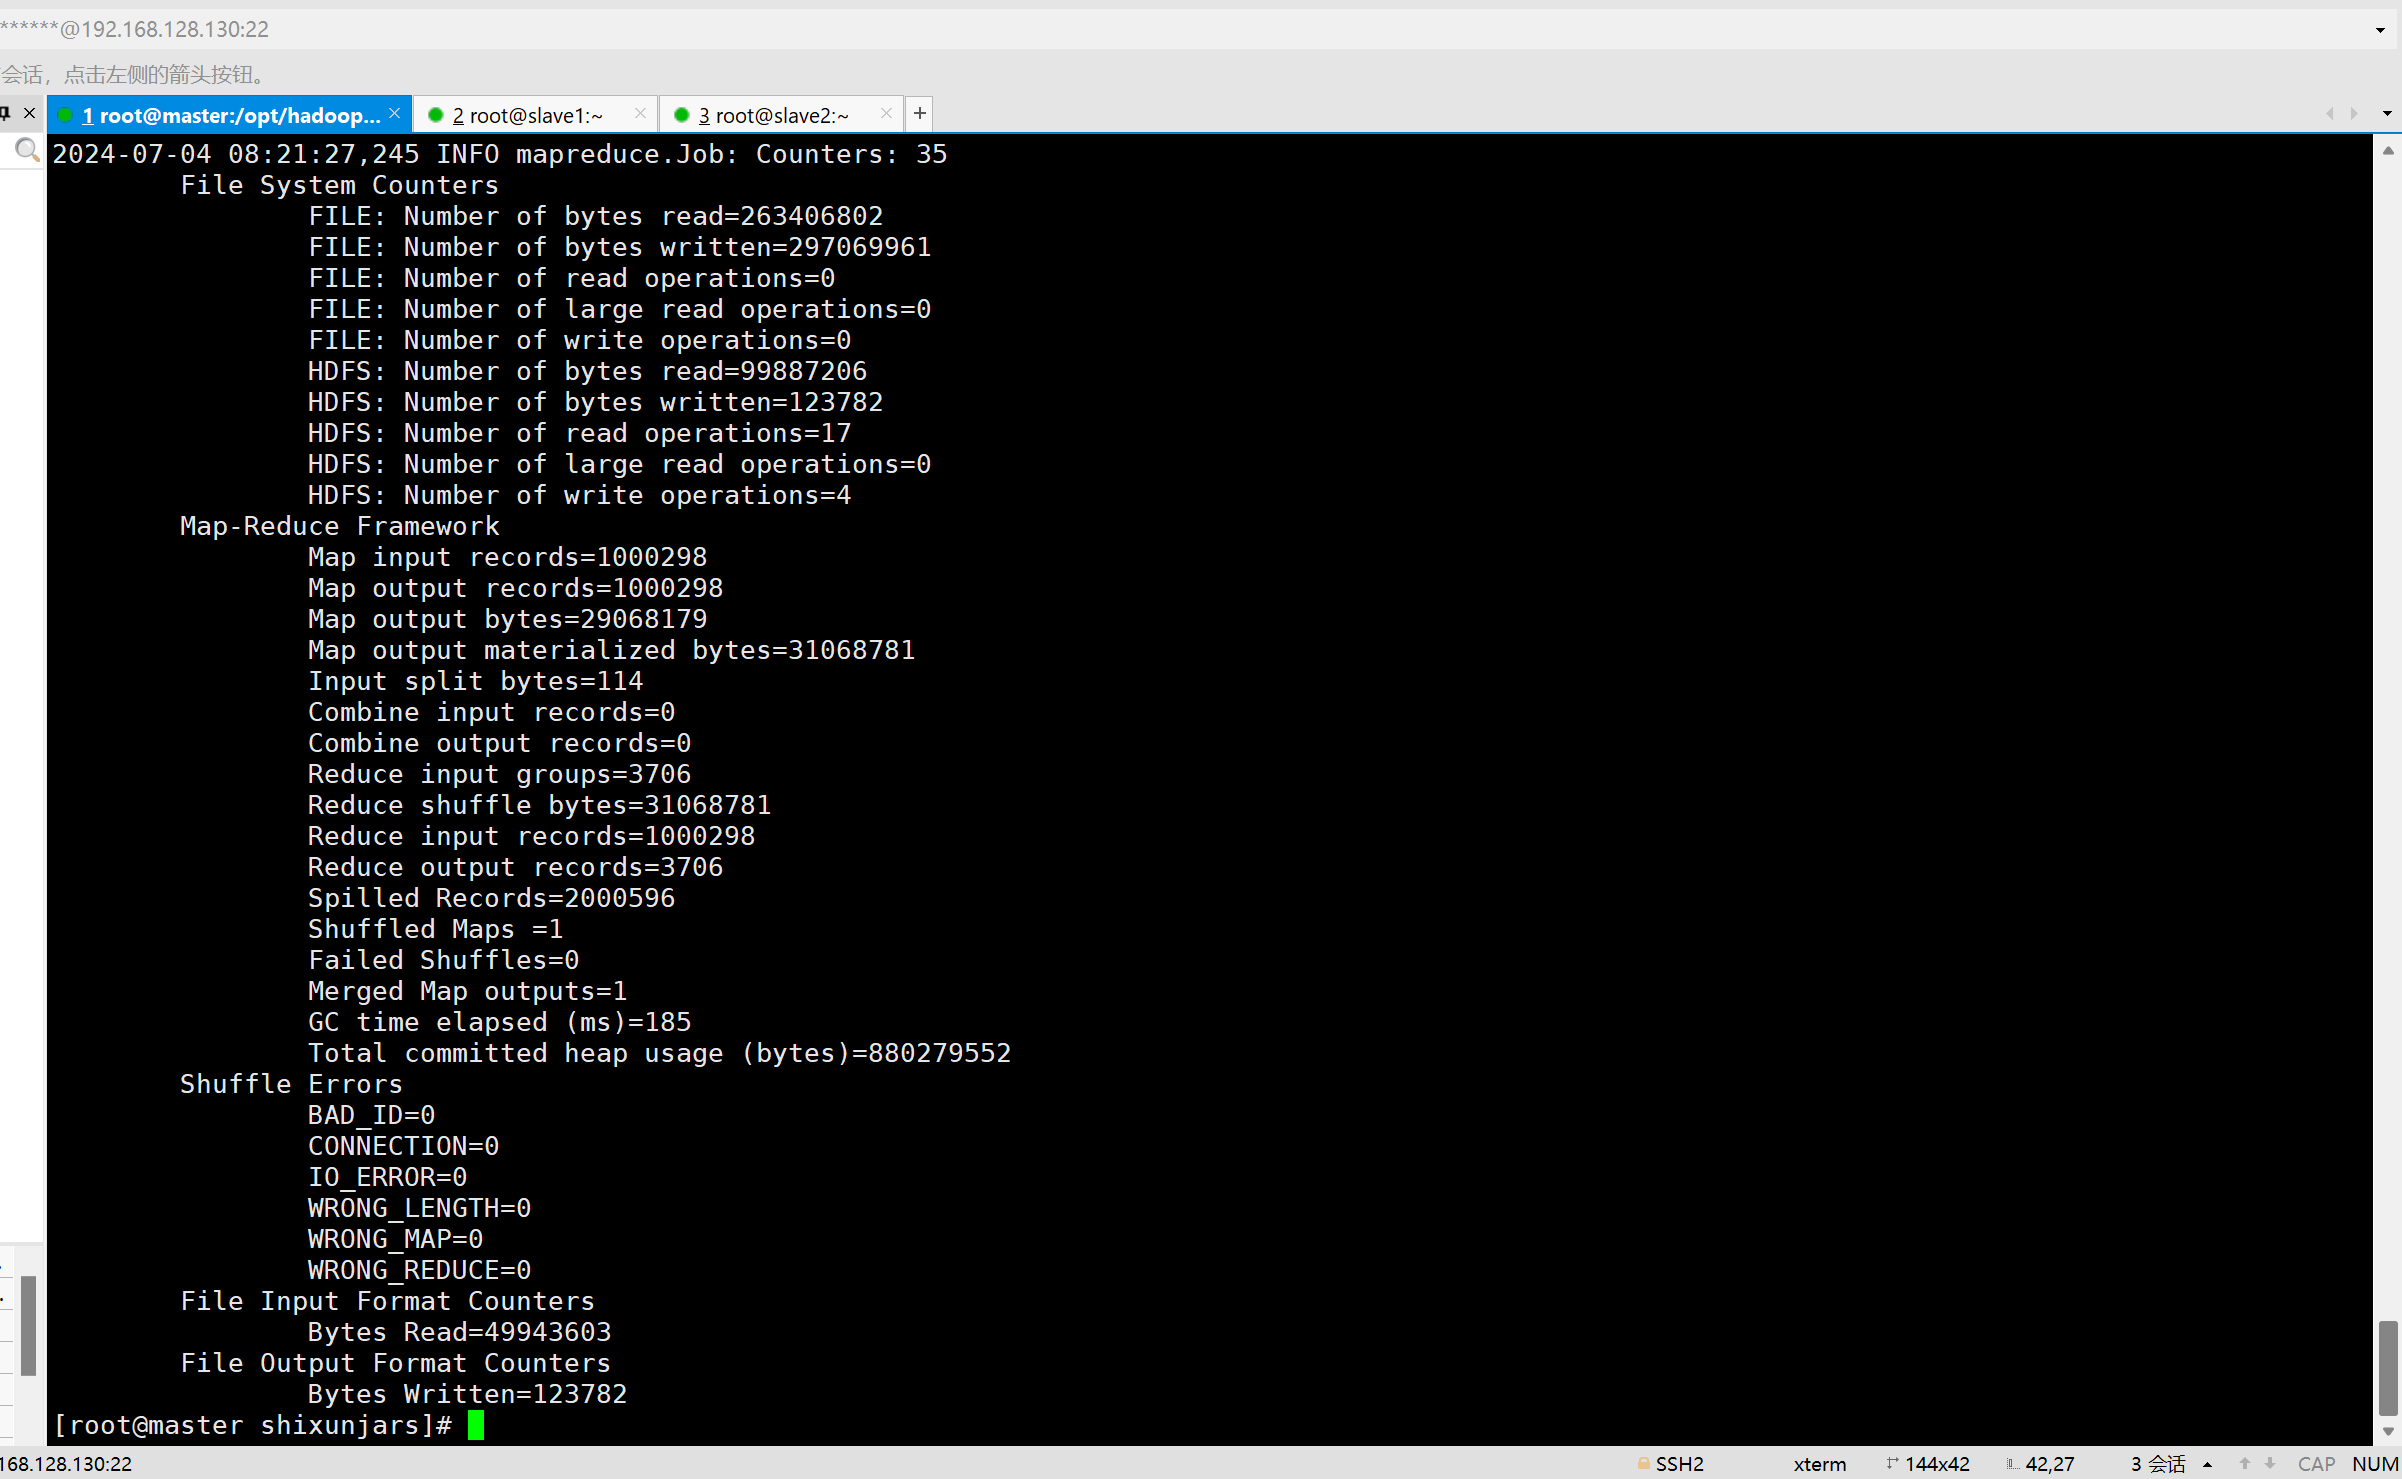 ******@192.168.128.130:22
会话，点击左侧的箭头按钮。
1 root@master:/opt/hadoop... 2 root@slave1:~ 3 root@slave2:~ +
2024-07-04 08:21:27,245 INFO mapreduce.Job: Counters: 35
File System Counters
FILE: Number of bytes read=263406802
FILE: Number of bytes written=297069961
FILE: Number of read operations=0
FILE: Number of large read operations=0
FILE: Number of write operations=0
HDFS: Number of bytes read=99887206
HDFS: Number of bytes written=123782
HDFS: Number of read operations=17
HDFS: Number of large read operations=0
HDFS: Number of write operations=4
Map-Reduce Framework
Map input records=1000298
Map output records=1000298
Map output bytes=29068179
Map output materialized bytes=31068781
Input split bytes=114
Combine input records=0
Combine output records=0
Reduce input groups=3706
Reduce shuffle bytes=31068781
Reduce input records=1000298
Reduce output records=3706
Spilled Records=2000596
Shuffled Maps =1
Failed Shuffles=0
Merged Map outputs=1
GC time elapsed (ms)=185
Total committed heap usage (bytes)=880279552
Shuffle Errors
BAD_ID=0
CONNECTION=0
IO_ERROR=0
WRONG_LENGTH=0
WRONG_MAP=0
WRONG_REDUCE=0
File Input Format Counters
Bytes Read=49943603
File Output Format Counters
Bytes Written=123782
[root@master shixunjars]#
168.128.130:22 SSH2 xterm 144x42 42,27 3 会话 CAP NUM